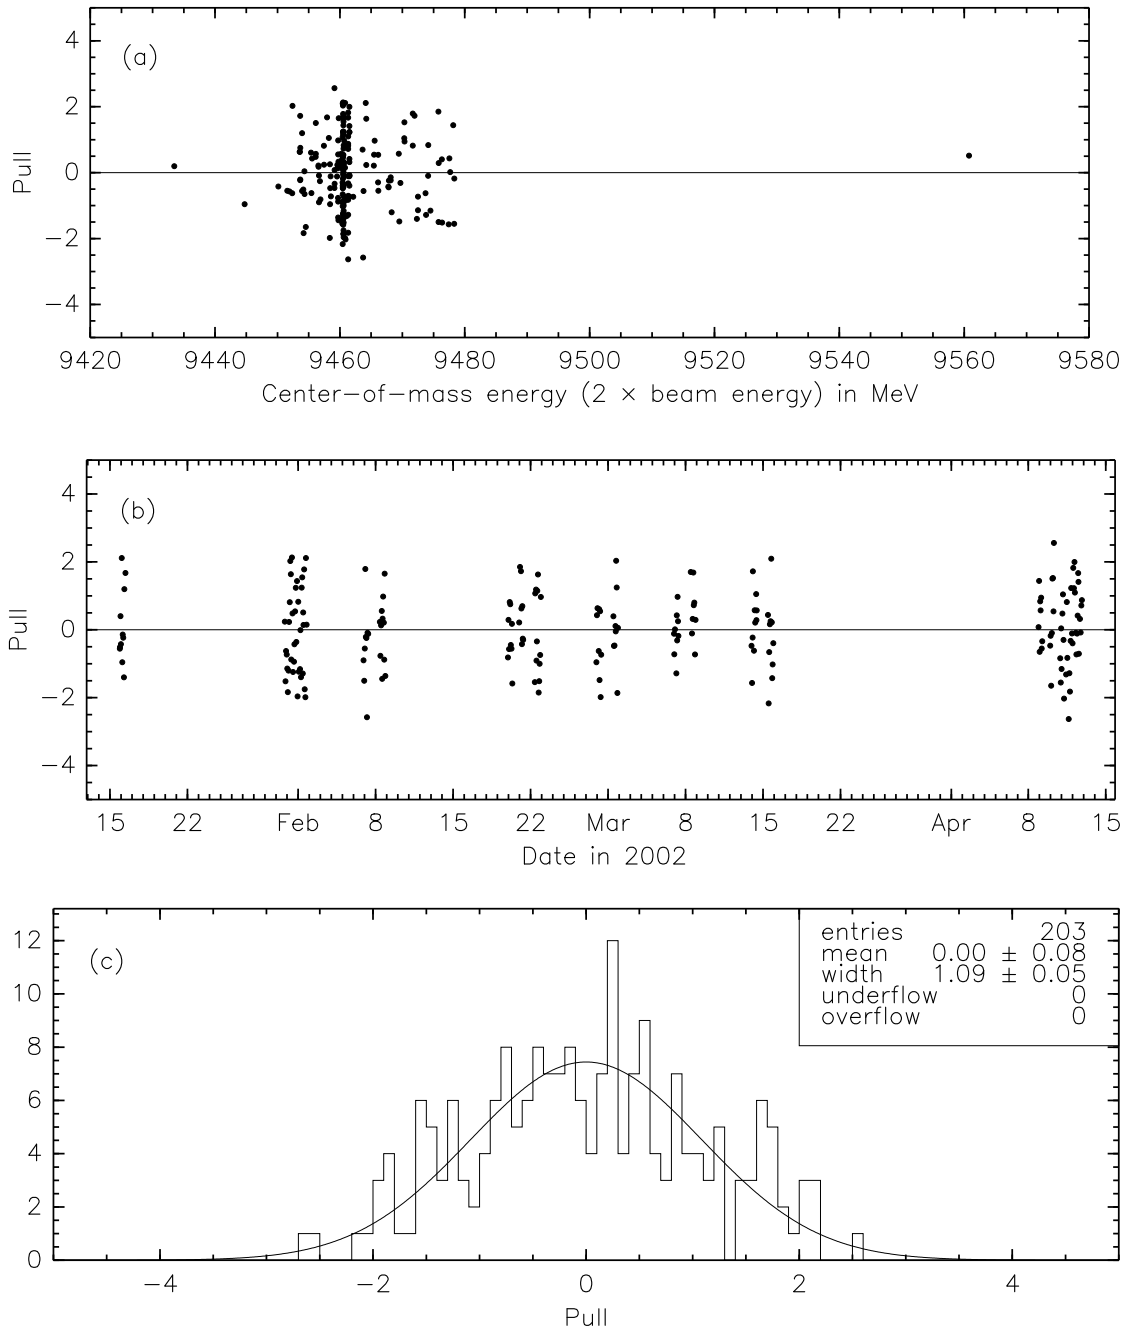 4
(a)
2
Pull
0
−2
−4
9420 9440 9460 9480 9500 9520 9540 9560 9580
Center−of−mass energy (2 × beam energy) in MeV
4
(b)
2
Pull
0
−2
−4
15 22 Feb 8 15 22 Mar 8 15 22 Apr 8 15
Date in 2002
entries 203
12
mean 0.00 ± 0.08
(c)
width 1.09 ± 0.05
10
underflow 0
overflow 0
8
6
4
2
0
−4 −2 0 2 4
Pull